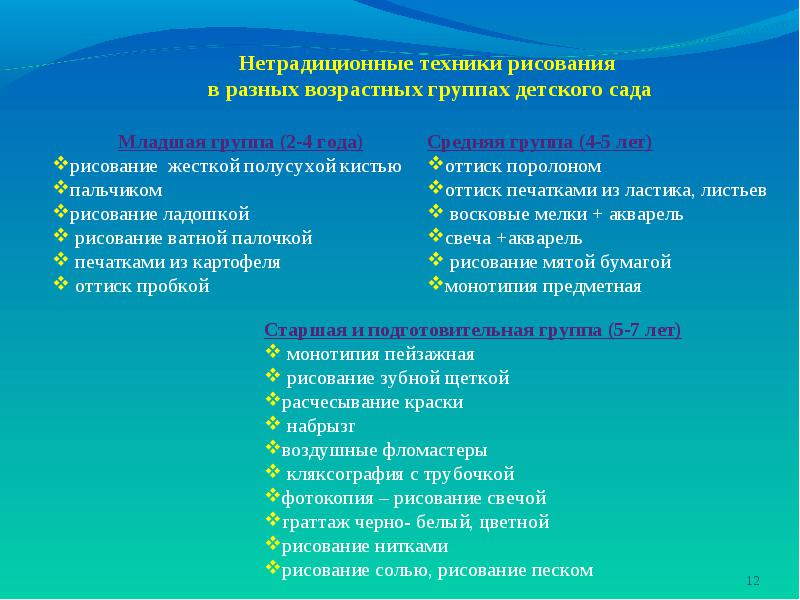 Нетрадиционные техники рисования
в разных возрастных группах детского сада
Младшая группа (2-4 года)
рисование жесткой полусухой кистью
пальчиком
рисование ладошкой
рисование ватной палочкой
печатками из картофеля
оттиск пробкой
Средняя группа (4-5 лет)
оттиск поролоном
оттиск печатками из ластика, листьев
восковые мелки + акварель
свеча +акварель
рисование мятой бумагой
монотипия предметная
Старшая и подготовительная группа (5-7 лет)
монотипия пейзажная
рисование зубной щеткой
расчесывание краски
набрызг
воздушные фломастеры
кляксография с трубочкой
фотокопия – рисование свечой
граттаж черно- белый, цветной
рисование нитками
рисование солью, рисование песком
12